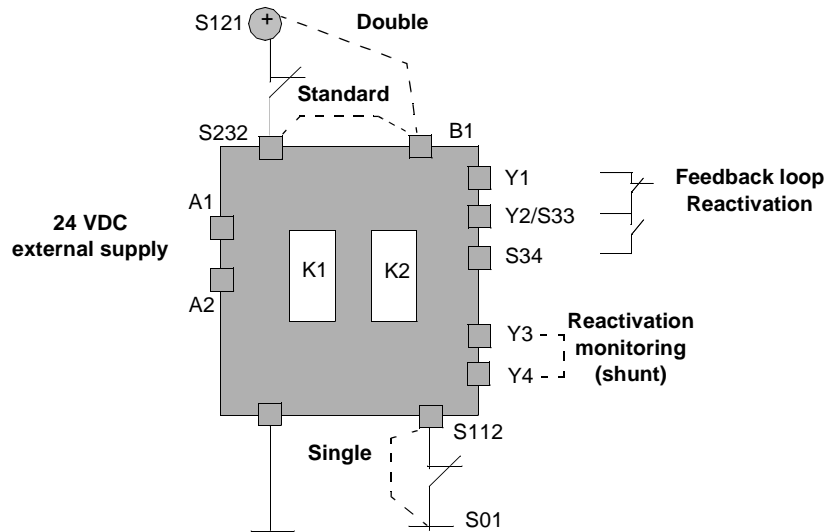 S121
+
Double
Standard
S232
B1
A1
Y1
Feedback loop
Reactivation
24 VDC
external supply
Y2/S33
K1
K2
S34
A2
Y3
Reactivation
monitoring
(shunt)
Y4
S112
Single
S01